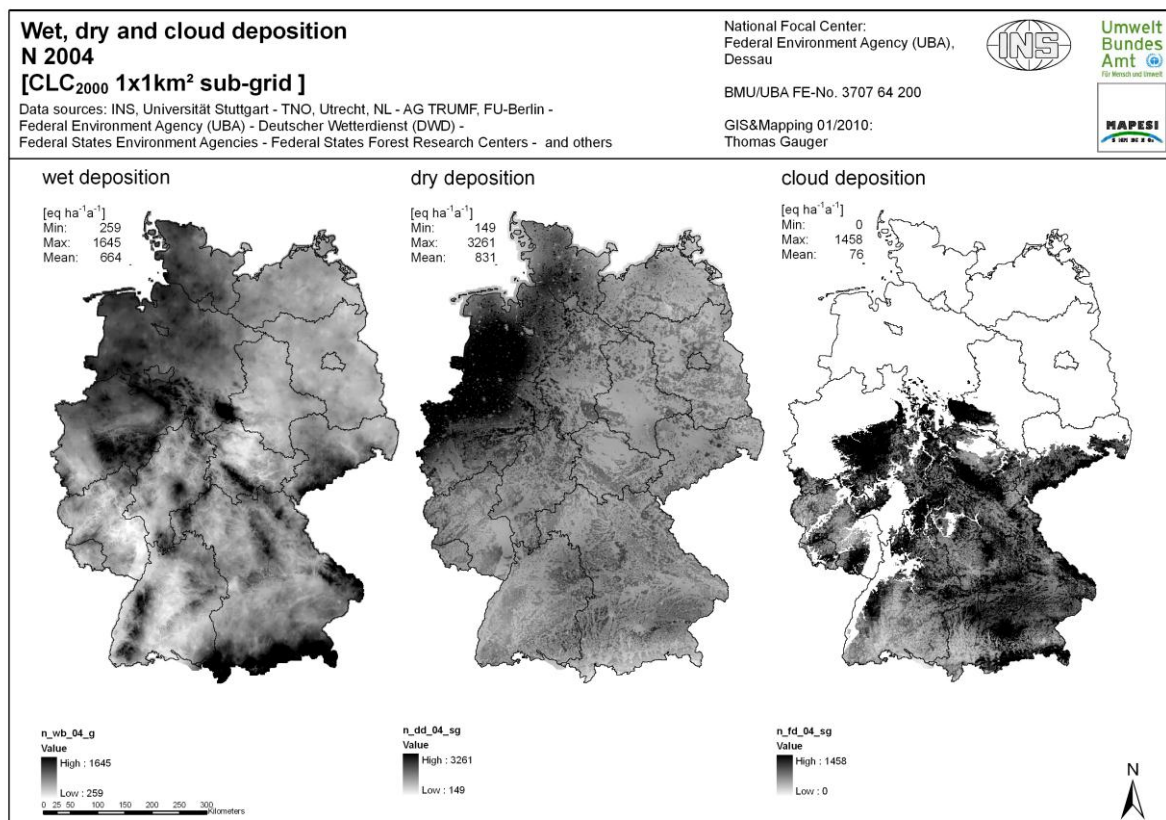 Wet, dry and cloud deposition
N 2004
[CLC2000 1x1km² sub-grid ]
Data sources: INS, Universität Stuttgart - TNO, Utrecht, NL - AG TRUMF, FU-Berlin -
Federal Environment Agency (UBA) - Deutscher Wetterdienst (DWD) -
Federal States Environment Agencies - Federal States Forest Research Centers - and others
National Focal Center:
Federal Environment Agency (UBA),
Dessau
BMU/UBA FE-No. 3707 64 200
GIS&Mapping 01/2010:
Thomas Gauger
INS
Umwelt
Bundes
Amt
Für Mensch und Umwelt
MAPESI
wet deposition
[eq ha⁻¹a⁻¹]
Min: 259
Max: 1645
Mean: 664
n_wb_04_g
Value
High : 1645
Low : 259
0 25 50 100 150 200 250 300
Kilometers
dry deposition
[eq ha⁻¹a⁻¹]
Min: 149
Max: 3261
Mean: 831
n_dd_04_sg
Value
High : 3261
Low : 149
cloud deposition
[eq ha⁻¹a⁻¹]
Min: 0
Max: 1458
Mean: 76
n_fd_04_sg
Value
High : 1458
Low : 0
N